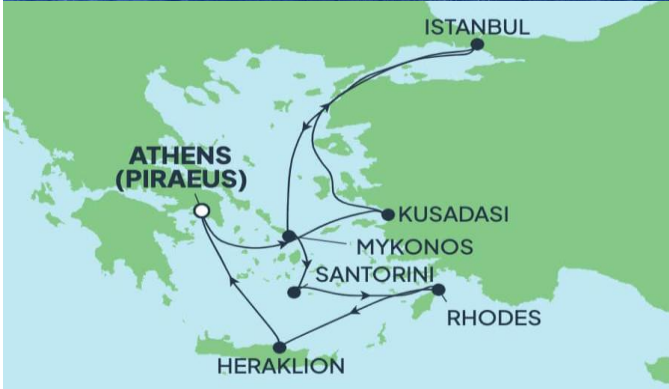 ISTANBUL
ATHENS
(PIRAEUS)
KUSADASI
MYKONOS
SANTORINI
RHODES
HERAKLION